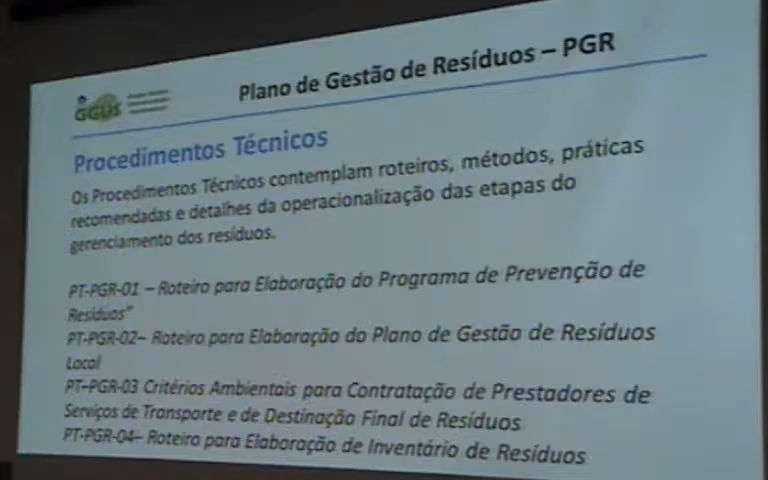 GGUS
Plano de Gestão de Resíduos – PGR
Procedimentos Técnicos
Os Procedimentos Técnicos contemplam roteiros, métodos, práticas
recomendadas e detalhes da operacionalização das etapas do
gerenciamento dos resíduos.
PT-PGR-01 – Roteiro para Elaboração do Programa de Prevenção de
Resíduos"
PT-PGR-02– Roteiro para Elaboração do Plano de Gestão de Resíduos
Local
PT–PGR-03 Critérios Ambientais para Contratação de Prestadores de
Serviços de Transporte e de Destinação Final de Resíduos
PT-PGR-04– Roteiro para Elaboração de Inventário de Resíduos